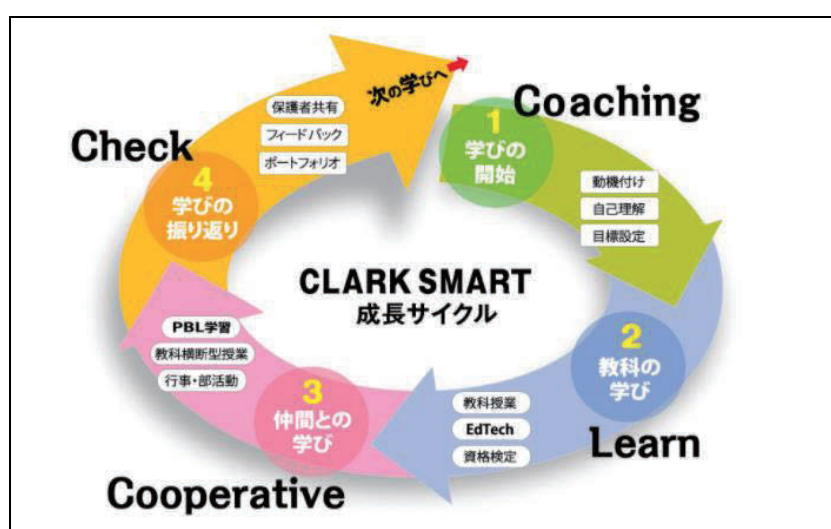 CLARK SMART
成長サイクル
Coaching
1
学びの
開始
動機付け
自己理解
目標設定
2
教科の
学び
Learn
教科授業
EdTech
資格検定
3
仲間との
学び
Cooperative
PBL学習
教科横断型授業
行事・部活動
Check
4
学びの
振り返り
保護者共有
フィードバック
ポートフォリオ
次の学びへ